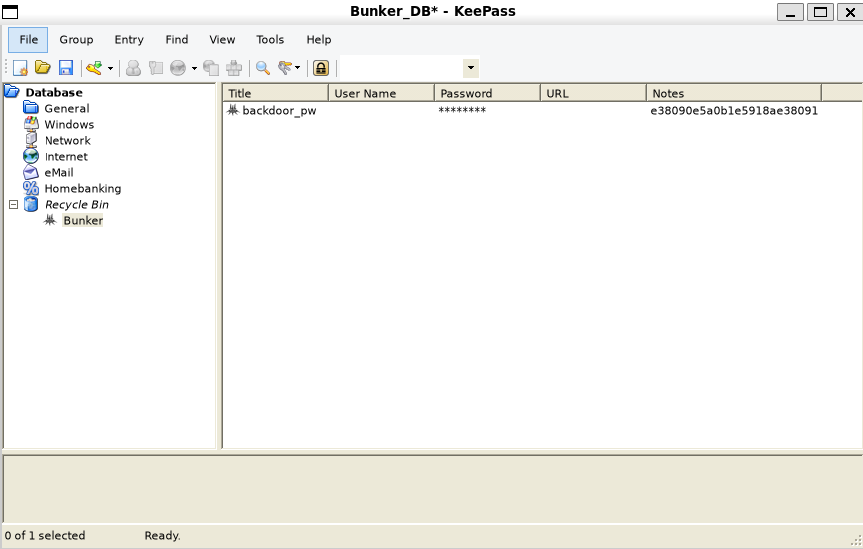 Bunker_DB* - KeePass
File Group Entry Find View Tools Help
Database
General
Windows
Network
Internet
eMail
Homebanking
Recycle Bin
Bunker
Title User Name Password URL Notes
backdoor_pw ******** e38090e5a0b1e5918ae38091
0 of 1 selected Ready.